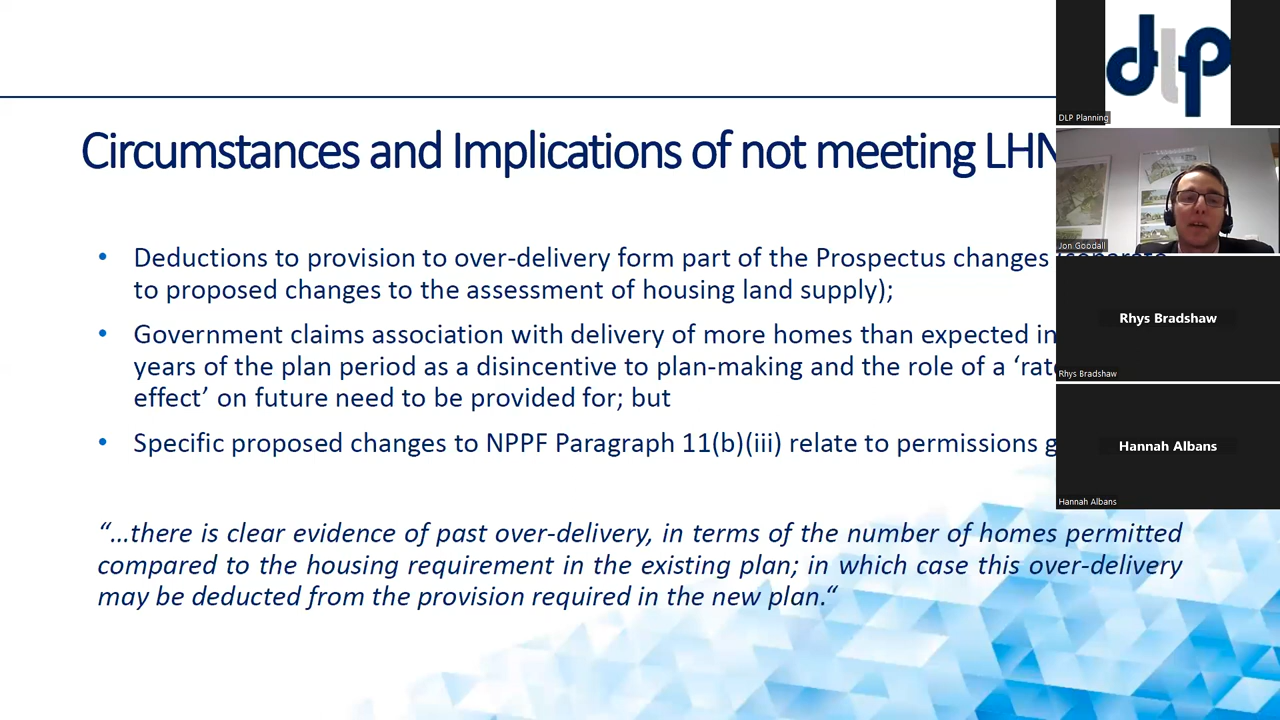 Circumstances and Implications of not meeting LHN
• Deductions to provision to over-delivery form part of the Prospectus changes (separate
to proposed changes to the assessment of housing land supply);
• Government claims association with delivery of more homes than expected in
years of the plan period as a disincentive to plan-making and the role of a ‘rat
effect’ on future need to be provided for; but
• Specific proposed changes to NPPF Paragraph 11(b)(iii) relate to permissions g
“…there is clear evidence of past over-delivery, in terms of the number of homes permitted
compared to the housing requirement in the existing plan; in which case this over-delivery
may be deducted from the provision required in the new plan.“
dlp
DLP Planning
Jon Goodall
Rhys Bradshaw
Rhys Bradshaw
Hannah Albans
Hannah Albans